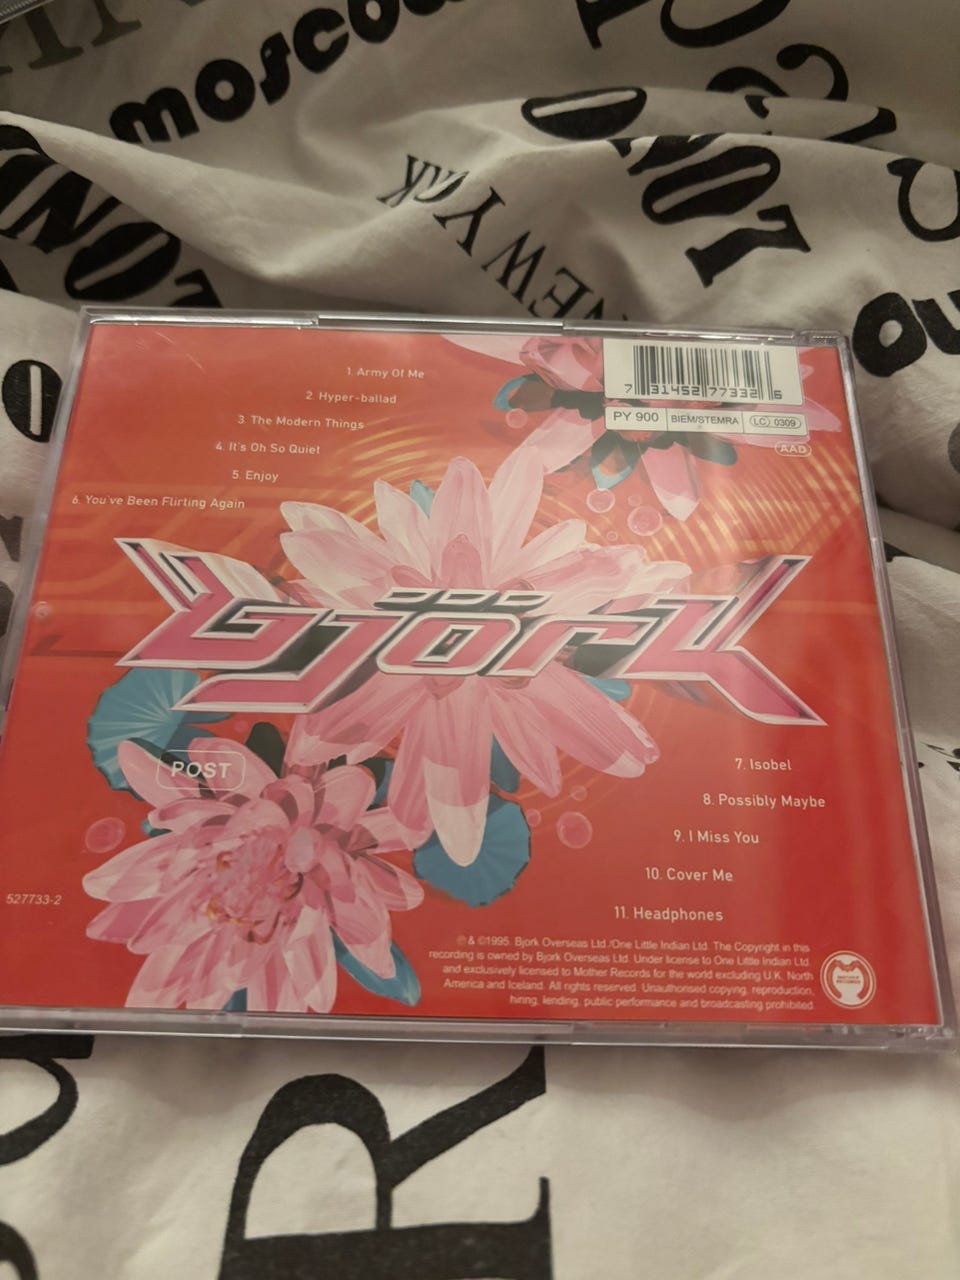 moscow
LOND
NEW YORK
1. Army Of Me
2. Hyper-ballad
3. The Modern Things
4. It's Oh So Quiet
5. Enjoy
6. You've Been Flirting Again
7 31452 77332 6
PY 900
BIEM/STEMRA
LC 0309
AAD
björk
POST
7. Isobel
8. Possibly Maybe
9. I Miss You
10. Cover Me
11. Headphones
527733-2
℗ & ©1995. Bjork Overseas Ltd./One Little Indian Ltd. The Copyright in this
recording is owned by Bjork Overseas Ltd. Under license to One Little Indian Ltd.
and exclusively licensed to Mother Records for the world excluding U.K. North
America and Iceland. All rights reserved. Unauthorised copying, reproduction,
hiring, lending, public performance and broadcasting prohibited.
R